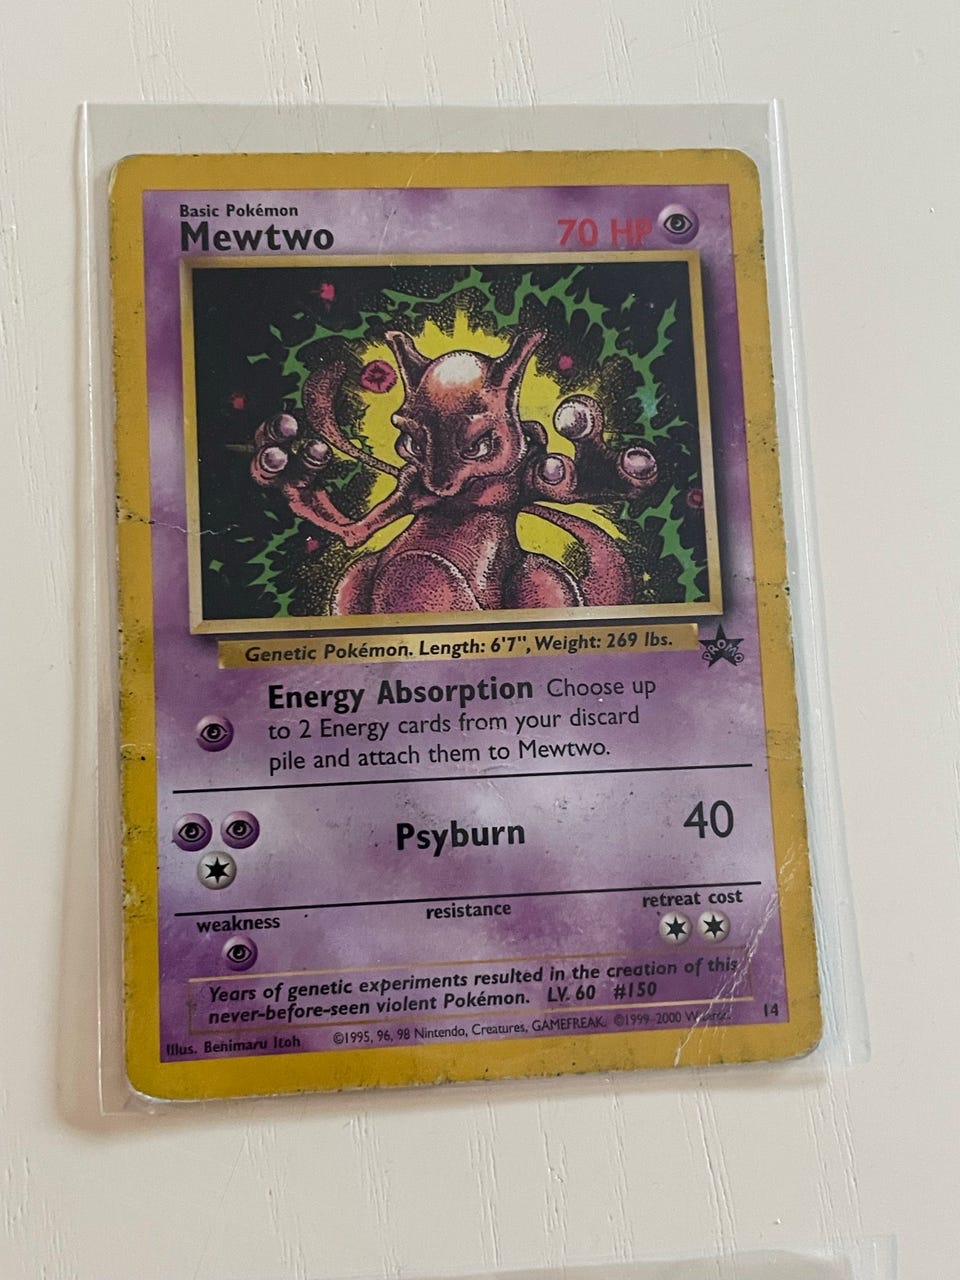 Basic Pokémon
Mewtwo
70 HP
Genetic Pokémon. Length: 6'7", Weight: 269 lbs.
PROMO
Energy Absorption Choose up
to 2 Energy cards from your discard
pile and attach them to Mewtwo.
Psyburn 40
weakness
resistance
retreat cost
Years of genetic experiments resulted in the creation of this
never-before-seen violent Pokémon. LV. 60 #150
Illus. Benimaru Itoh
©1995, 96, 98 Nintendo, Creatures, GAMEFREAK. ©1999-2000
14